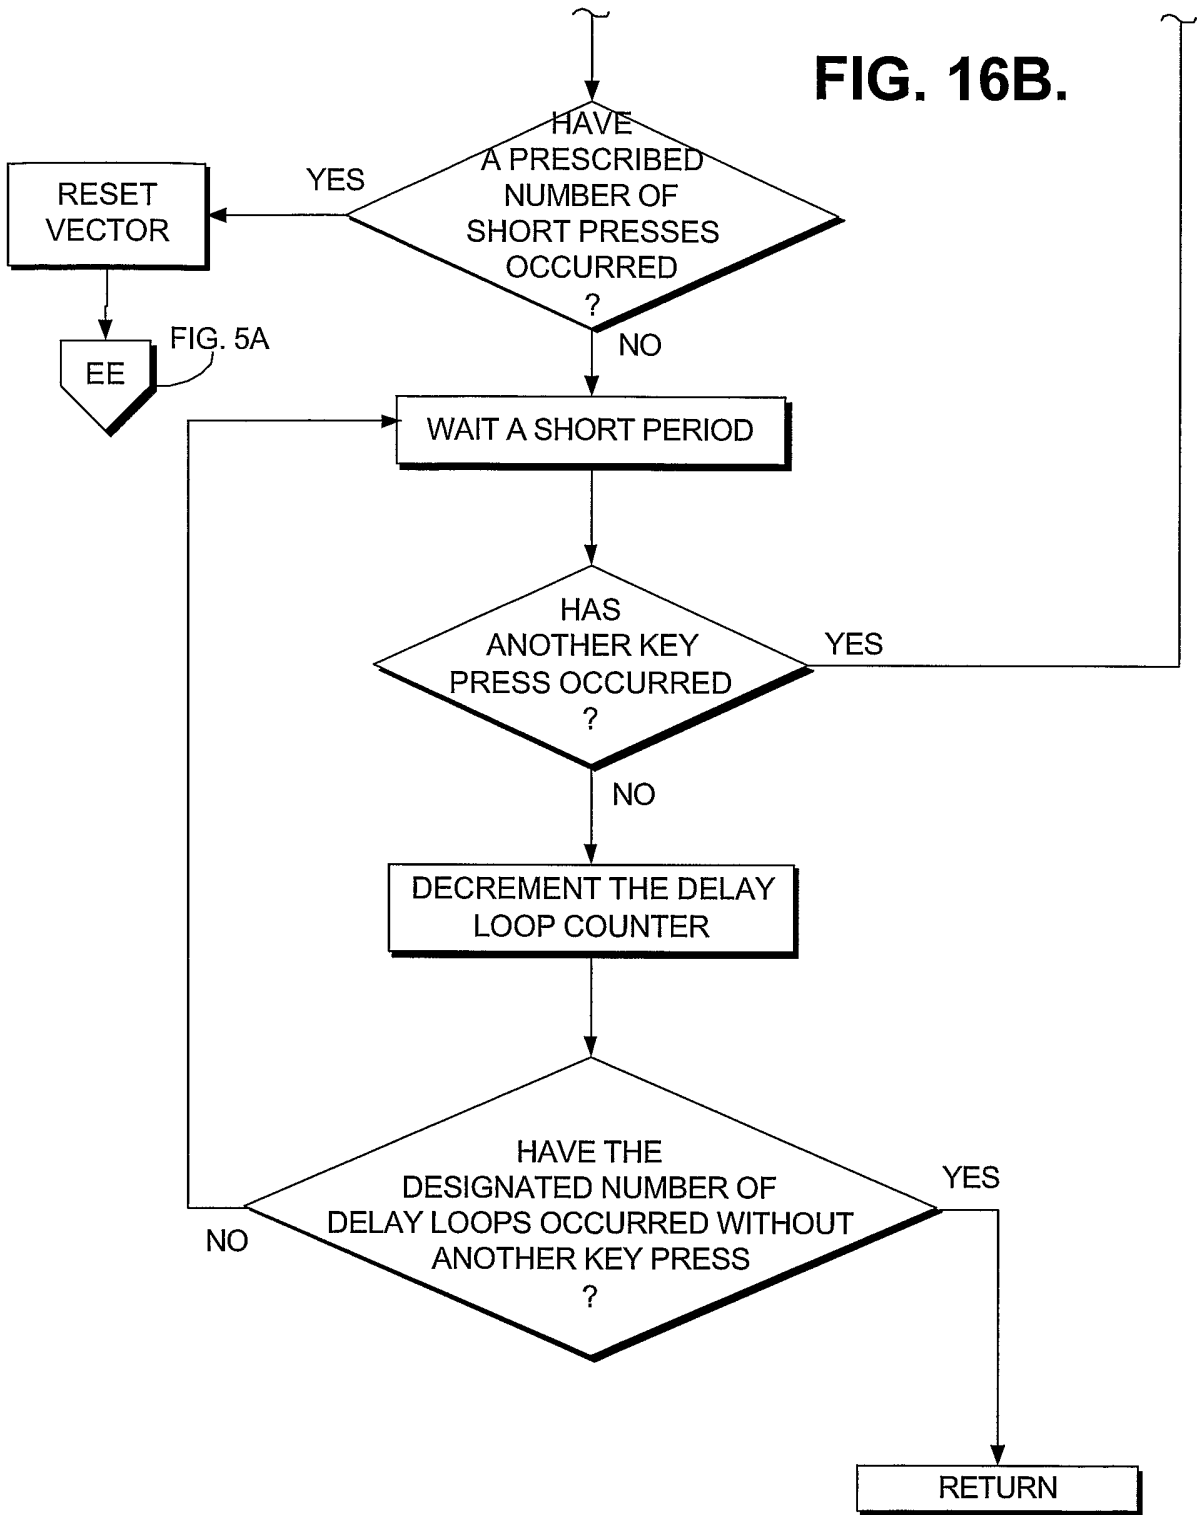 FIG. 16B.
HAVE
A PRESCRIBED
NUMBER OF
SHORT PRESSES
OCCURRED
?
YES
RESET
VECTOR
EE
FIG. 5A
NO
WAIT A SHORT PERIOD
HAS
ANOTHER KEY
PRESS OCCURRED
?
YES
NO
DECREMENT THE DELAY
LOOP COUNTER
HAVE THE
DESIGNATED NUMBER OF
DELAY LOOPS OCCURRED WITHOUT
ANOTHER KEY PRESS
?
NO
YES
RETURN